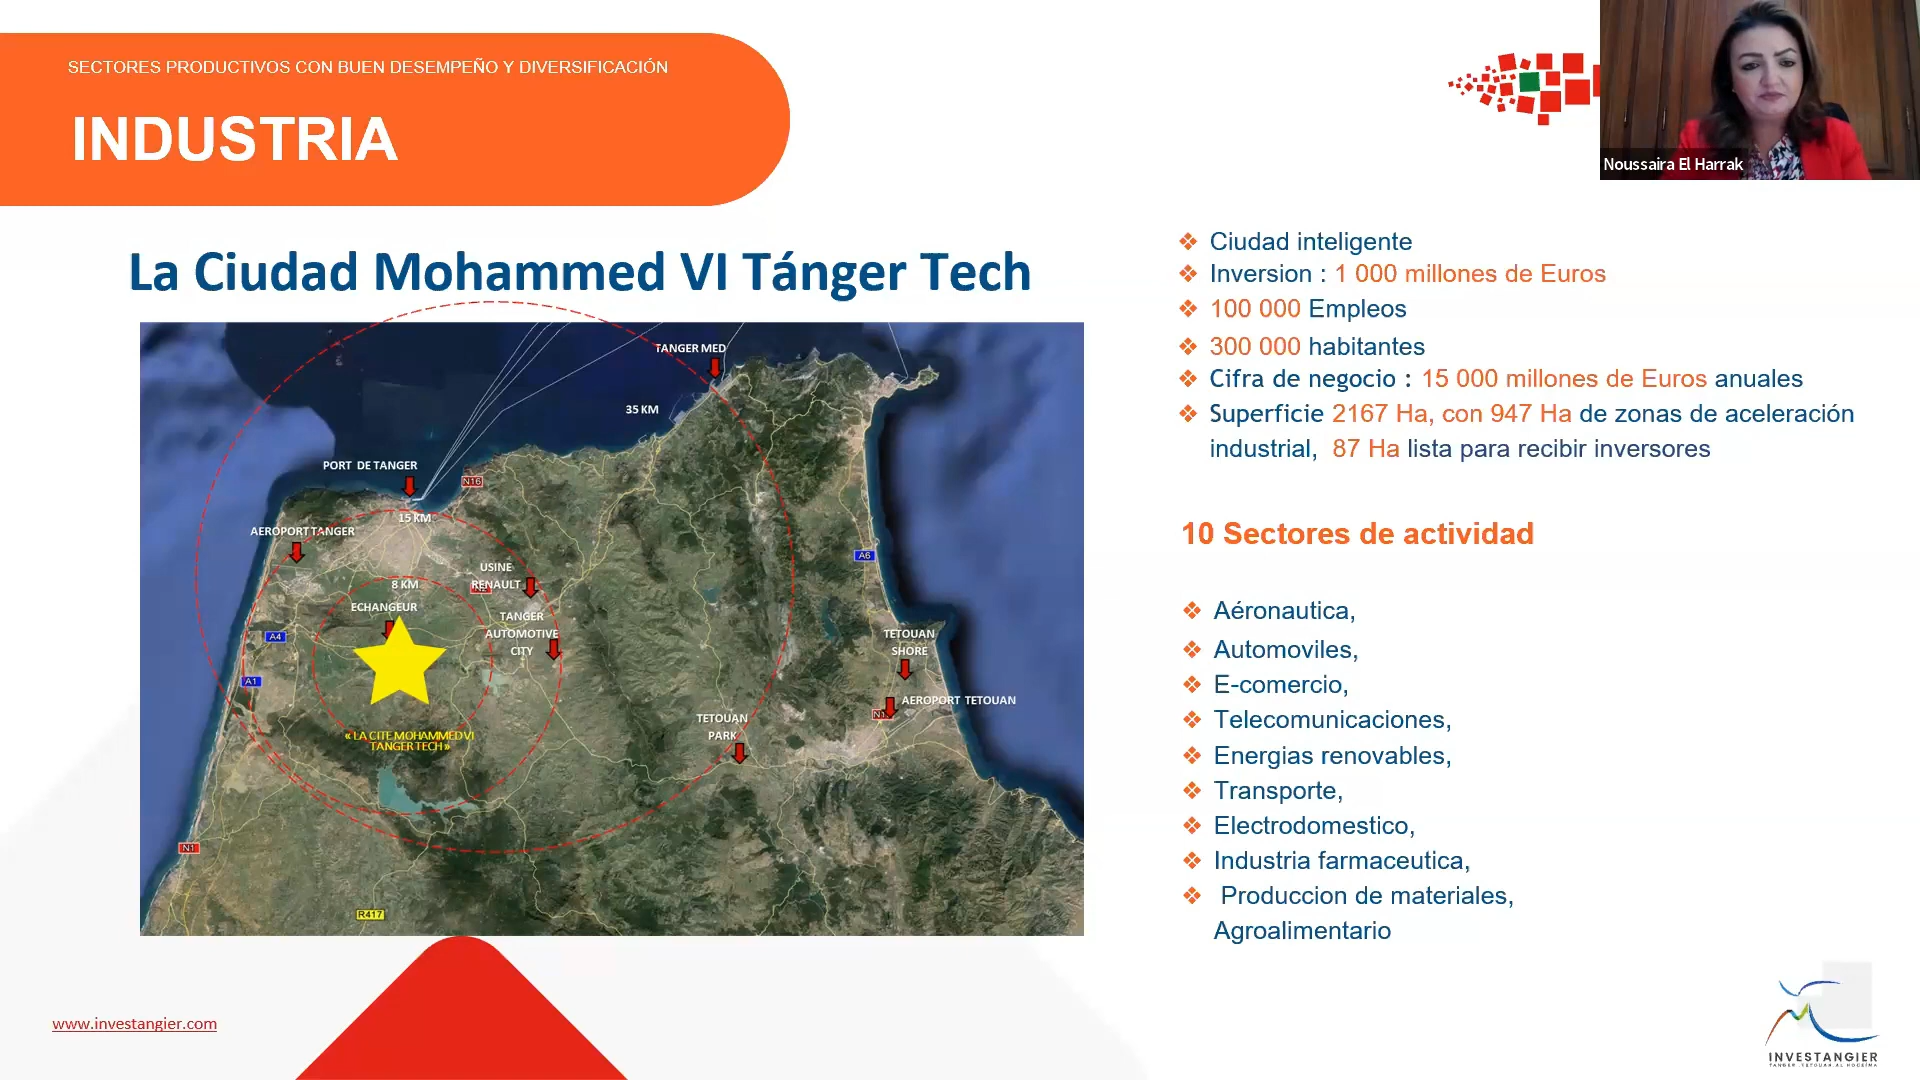 SECTORES PRODUCTIVOS CON BUEN DESEMPEÑO Y DIVERSIFICACIÓN
INDUSTRIA
Noussaira El Harrak
La Ciudad Mohammed VI Tánger Tech
TANGER MED
35 KM
PORT DE TANGER
N16
15 KM
AEROPORT TANGER
A6
USINE
RENAULT
8 KM
ECHANGEUR
TANGER
AUTOMOTIVE
CITY
A4
A1
TETOUAN
SHORE
AEROPORT TETOUAN
TETOUAN
PARK
« LA CITE MOHAMMED VI
TANGER TECH »
N1
R417
Ciudad inteligente
Inversion : 1 000 millones de Euros
100 000 Empleos
300 000 habitantes
Cifra de negocio : 15 000 millones de Euros anuales
Superficie 2167 Ha, con 947 Ha de zonas de aceleración
industrial, 87 Ha lista para recibir inversores
10 Sectores de actividad
Aéronautica,
Automoviles,
E-comercio,
Telecomunicaciones,
Energias renovables,
Transporte,
Electrodomestico,
Industria farmaceutica,
Produccion de materiales,
Agroalimentario
www.investangier.com
INVESTANGIER
TANGER .TETOUAN.AL HOCEIMA